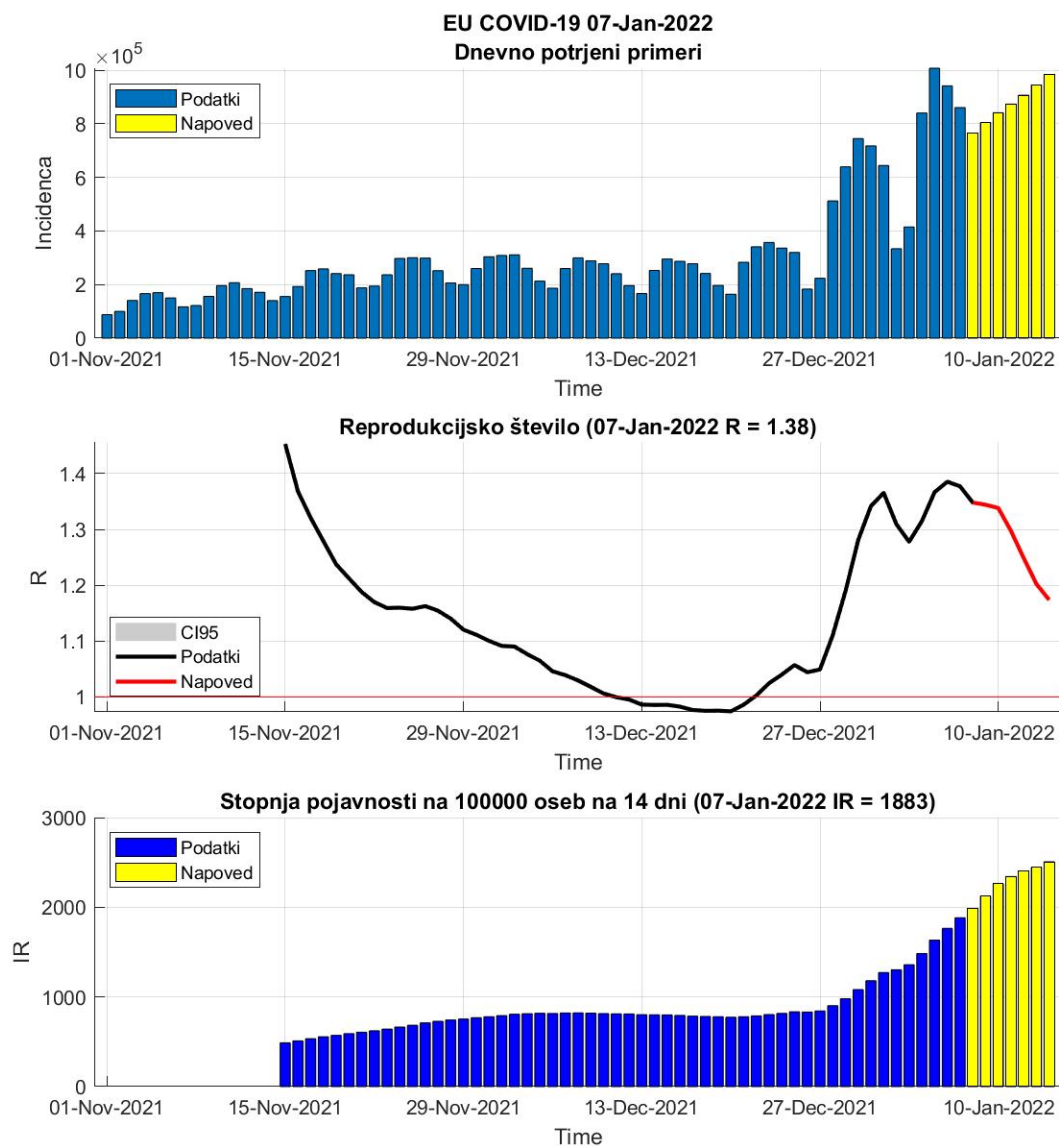 EU COVID-19 07-Jan-2022
Dnevno potrjeni primeri
×10⁵
10
8
6
4
2
0
Incidenca
Podatki
Napoved
01-Nov-2021 15-Nov-2021 29-Nov-2021 13-Dec-2021 27-Dec-2021 10-Jan-2022
Time
Reprodukcijsko število (07-Jan-2022 R = 1.38)
1.4
1.3
1.2
1.1
1
R
CI95
Podatki
Napoved
01-Nov-2021 15-Nov-2021 29-Nov-2021 13-Dec-2021 27-Dec-2021 10-Jan-2022
Time
Stopnja pojavnosti na 100000 oseb na 14 dni (07-Jan-2022 IR = 1883)
3000
2000
1000
0
IR
Podatki
Napoved
01-Nov-2021 15-Nov-2021 29-Nov-2021 13-Dec-2021 27-Dec-2021 10-Jan-2022
Time